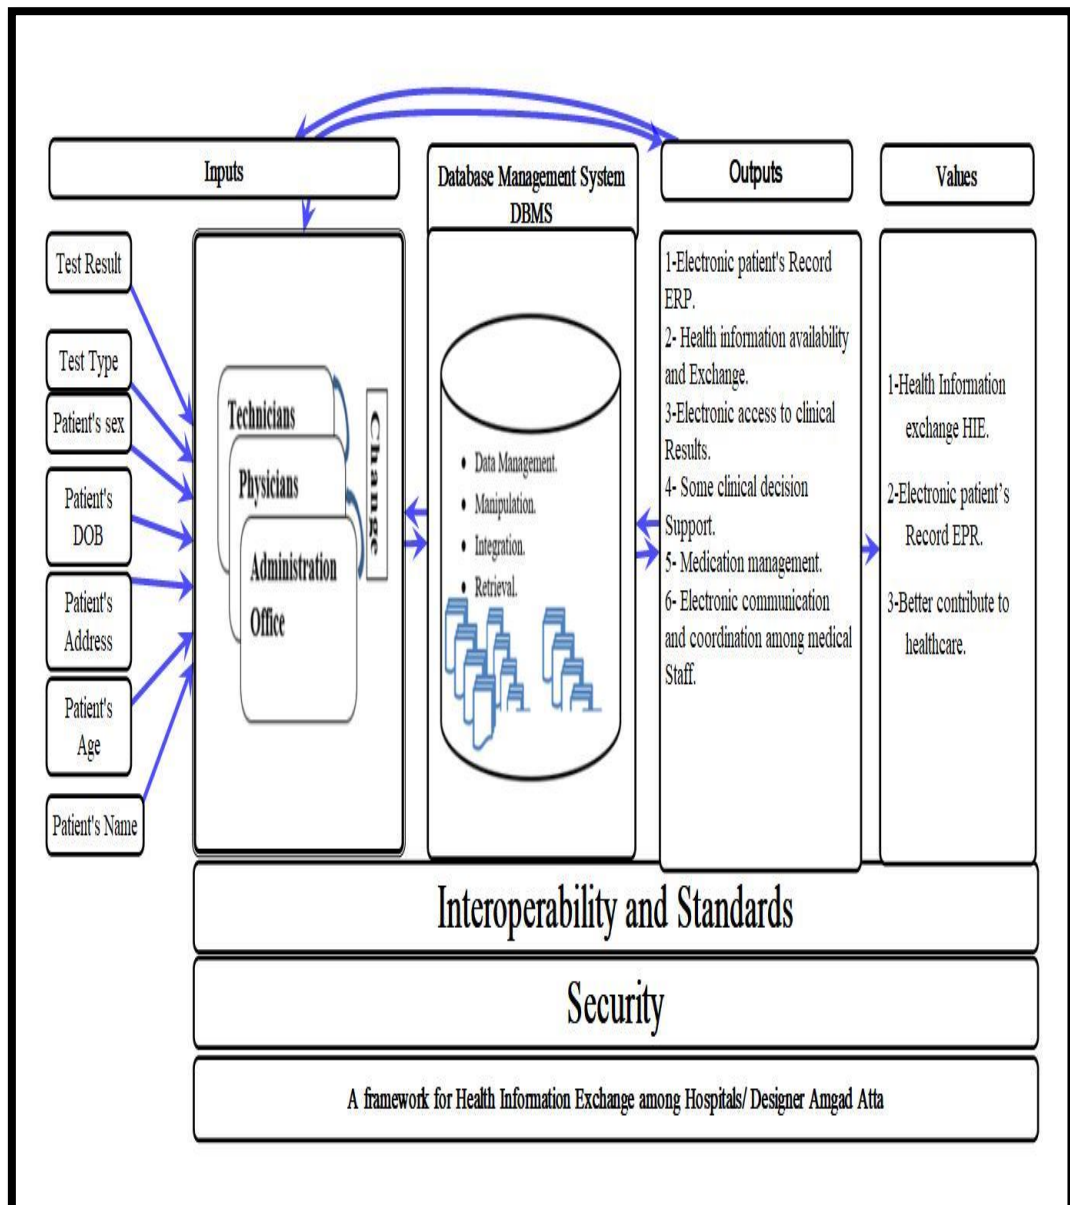 Inputs
Database Management System
DBMS
Outputs
Values
Test Result
Test Type
Patient's sex
Patient's
DOB
Patient's
Address
Patient's
Age
Patient's Name
Technicians
Physicians
Administration
Office
Change
• Data Management.
• Manipulation.
• Integration.
• Retrieval.
1-Electronic patient's Record
ERP.
2- Health information availability
and Exchange.
3-Electronic access to clinical
Results.
4- Some clinical decision
Support.
5- Medication management.
6- Electronic communication
and coordination among medical
Staff.
1-Health Information
exchange HIE.
2-Electronic patient’s
Record EPR.
3-Better contribute to
healthcare.
Interoperability and Standards
Security
A framework for Health Information Exchange among Hospitals/ Designer Amgad Atta